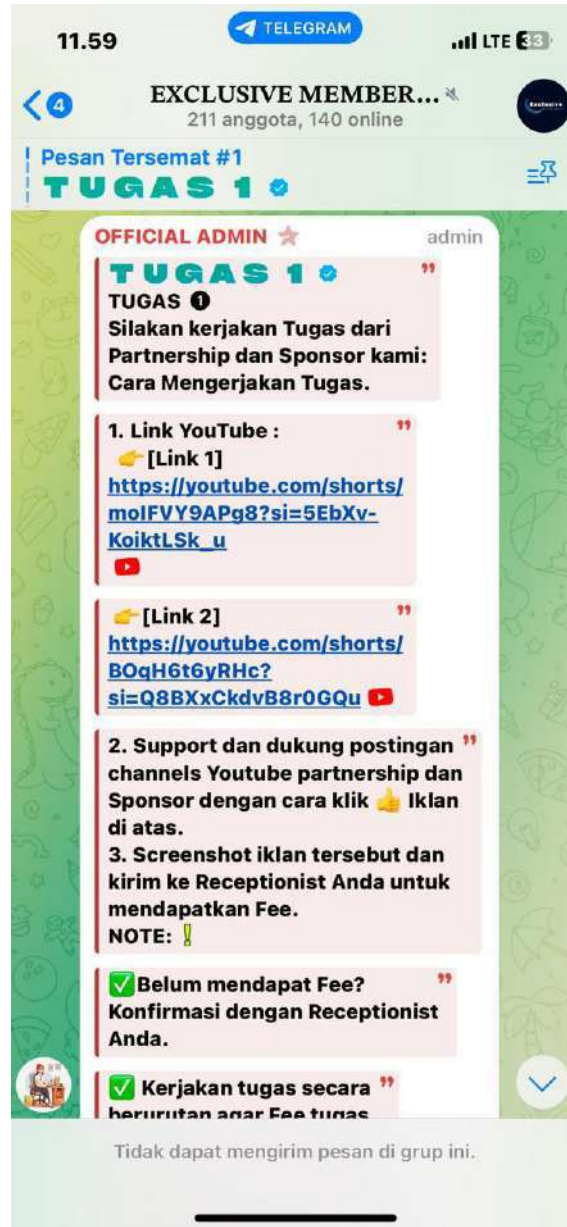 11.59
TELEGRAM
LTE 33
4
EXCLUSIVE MEMBER...
211 anggota, 140 online
Exclusive
Pesan Tersemat #1
TUGAS 1
OFFICIAL ADMIN
admin
TUGAS 1
TUGAS ❶
Silakan kerjakan Tugas dari
Partnership dan Sponsor kami:
Cara Mengerjakan Tugas.
1. Link YouTube :
👉[Link 1]
https://youtube.com/shorts/
moIFVY9APg8?si=5EbXv-
KoiktLSk_u
👉[Link 2]
https://youtube.com/shorts/
BOqH6t6yRHc?
si=Q8BXxCkdvB8r0GQu
2. Support dan dukung postingan
channels Youtube partnership dan
Sponsor dengan cara klik 👍 Iklan
di atas.
3. Screenshot iklan tersebut dan
kirim ke Receptionist Anda untuk
mendapatkan Fee.
NOTE: ❗
✅Belum mendapat Fee?
Konfirmasi dengan Receptionist
Anda.
✅ Kerjakan tugas secara
berurutan agar Fee tugas
Tidak dapat mengirim pesan di grup ini.